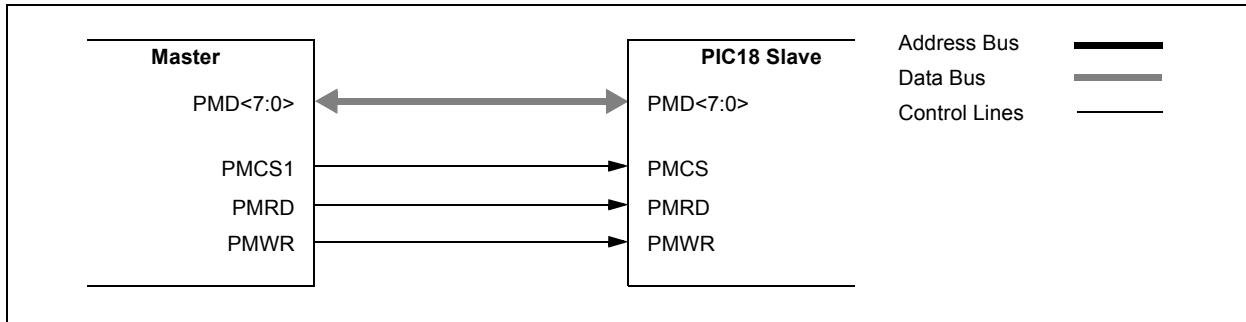 Master
PMD<7:0>
PMCS1
PMRD
PMWR
PIC18 Slave
PMD<7:0>
PMCS
PMRD
PMWR
Address Bus
Data Bus
Control Lines